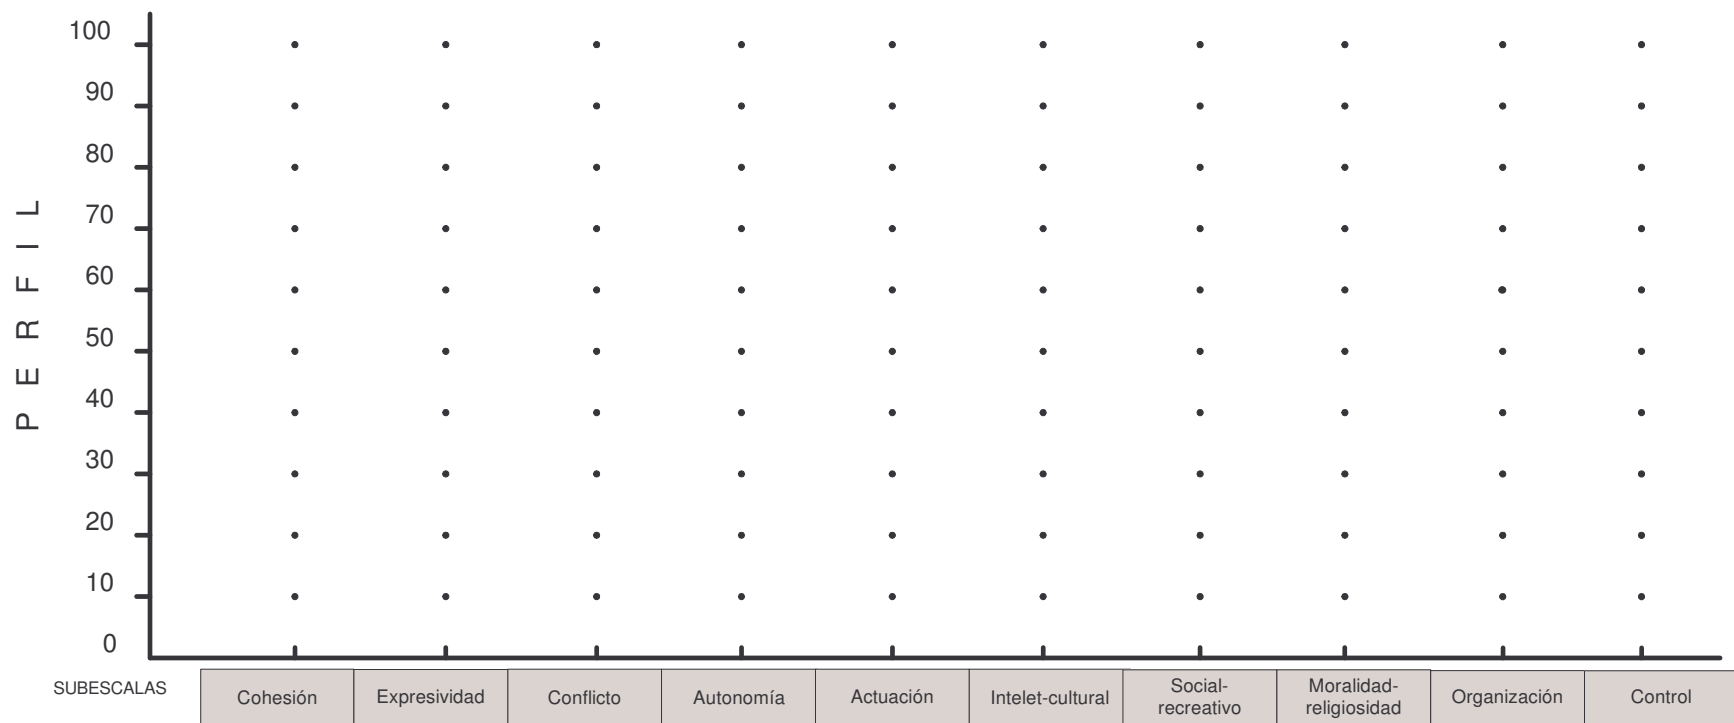 100
90
80
70
60
50
40
30
20
10
0
PERFIL
SUBESCALAS
Cohesión
Expresividad
Conflicto
Autonomía
Actuación
Intelet-cultural
Social-
recreativo
Moralidad-
religiosidad
Organización
Control